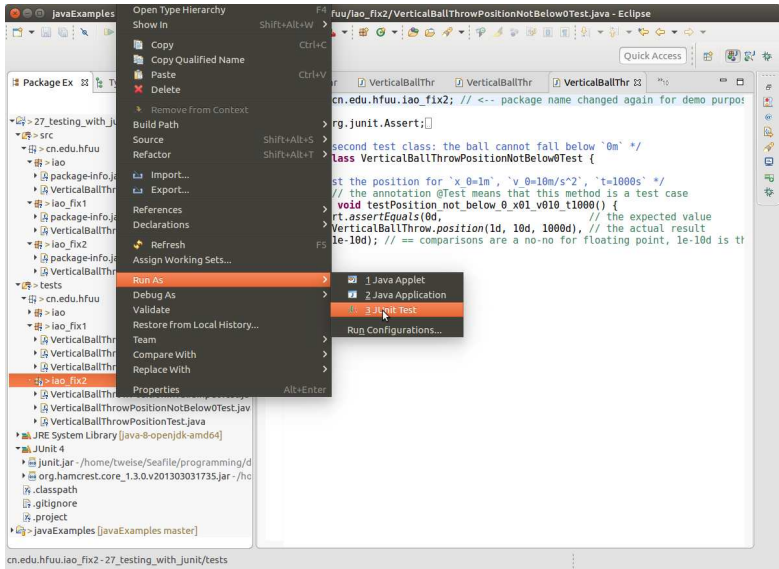 javaExamples
fuu/iao_fix2/VerticalBallThrowPositionNotBelow0Test.java - Eclipse
Quick Access
Package Ex
VerticalBallThr
VerticalBallThr
VerticalBallThr
> 27_testing_with_ju
> src
> cn.edu.hfuu
> iao
package-info.ja
VerticalBallThr
> iao_fix1
package-info.ja
VerticalBallThr
> iao_fix2
package-info.ja
VerticalBallThr
> tests
> cn.edu.hfuu
> iao
> iao_fix1
VerticalBallThr
VerticalBallThr
VerticalBallThr
> iao_fix2
VerticalBallThr
VerticalBallThrowPositionNotBelow0Test.jav
VerticalBallThrowPositionTest.java
JRE System Library [java-8-openjdk-amd64]
JUnit 4
junit.jar - /home/tweise/Seafile/programming/d
org.hamcrest.core_1.3.0.v201303031735.jar - /ho
.classpath
.gitignore
.project
> javaExamples [javaExamples master]
Open Type Hierarchy F4
Show In Shift+Alt+W >
Copy Ctrl+C
Copy Qualified Name
Paste Ctrl+V
Delete
Remove from Context
Build Path
Source Shift+Alt+S >
Refactor Shift+Alt+T >
Import...
Export...
References
Declarations
Refresh F5
Assign Working Sets...
Run As
Debug As
Validate
Restore from Local History...
Team
Compare With
Replace With
Properties Alt+Enter
1 Java Applet
2 Java Application
3 JUnit Test
Run Configurations...
cn.edu.hfuu.iao_fix2; // <-- package name changed again for demo purpos
rg.junit.Assert;
second test class: the ball cannot fall below `0m` */
lass VerticalBallThrowPositionNotBelow0Test {
st the position for `x_0=1m`, `v_0=10m/s^2`, `t=1000s` */
// the annotation @Test means that this method is a test case
void testPosition_not_below_0_x01_v010_t1000() {
rt.assertEquals(0d, // the expected value
VerticalBallThrow.position(1d, 10d, 1000d), // the actual result
1e-10d); // == comparisons are a no-no for floating point, 1e-10d is th
cn.edu.hfuu.iao_fix2 - 27_testing_with_junit/tests